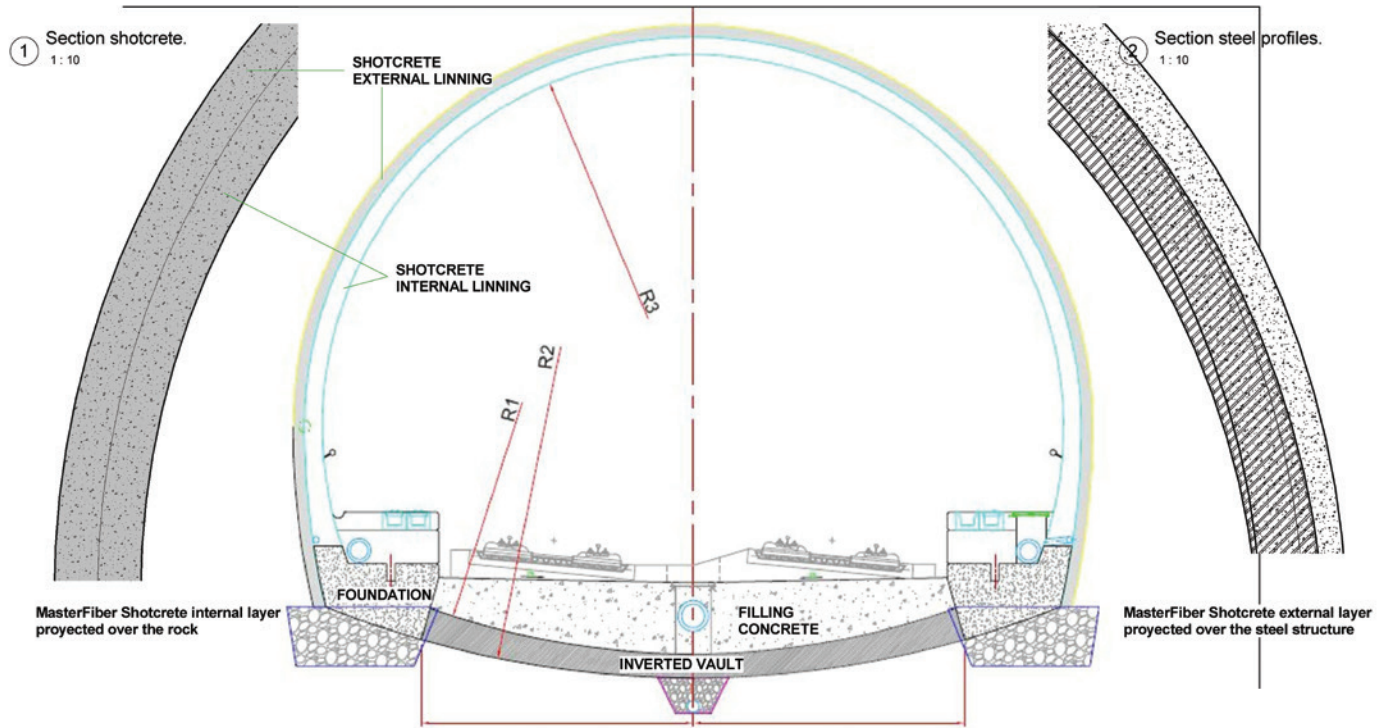 1
Section shotcrete.
1 : 10
SHOTCRETE
EXTERNAL LINNING
SHOTCRETE
INTERNAL LINNING
2
Section steel profiles.
1 : 10
R3
R2
R1
FOUNDATION
FILLING
CONCRETE
INVERTED VAULT
MasterFiber Shotcrete internal layer
proyected over the rock
MasterFiber Shotcrete external layer
proyected over the steel structure